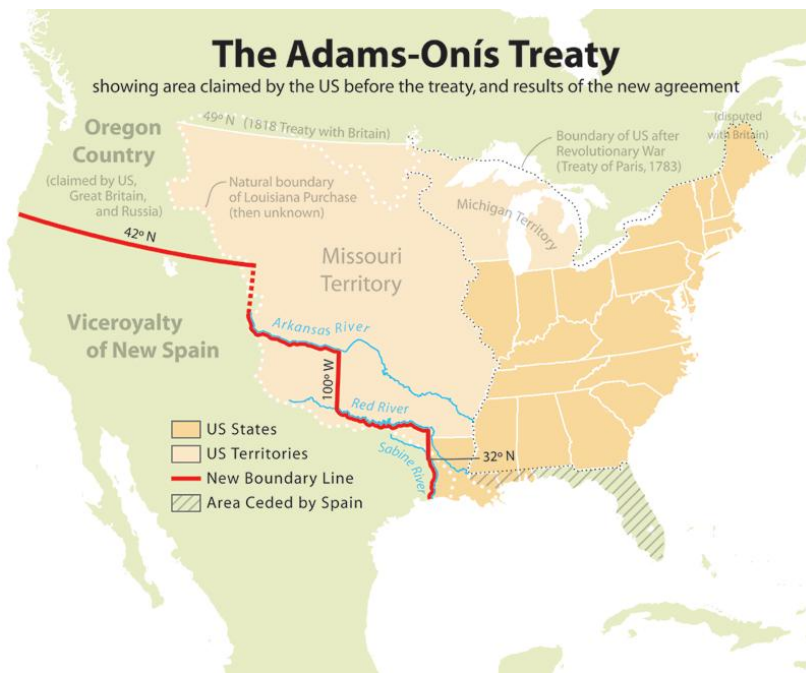 The Adams-Onís Treaty
showing area claimed by the US before the treaty, and results of the new agreement
49º N (1818 Treaty with Britain)
(disputed
with Britain)
Oregon
Country
(claimed by US,
Great Britain,
and Russia)
Boundary of US after
Revolutionary War
(Treaty of Paris, 1783)
Natural boundary
of Louisiana Purchase
(then unknown)
Michigan Territory
42º N
Missouri
Territory
Viceroyalty
of New Spain
Arkansas River
100º W
Red River
Sabine River
32º N
US States
US Territories
New Boundary Line
Area Ceded by Spain